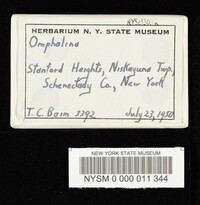 HERBARIUM N. Y. STATE MUSEUM
Omphalina
Stanford Heights, Niskayuna Twp.,
Schenectady Co., New York
T. C. Baim 3392 July 23, 1950
NEW YORK STATE MUSEUM
NYSM 0 000 011 344